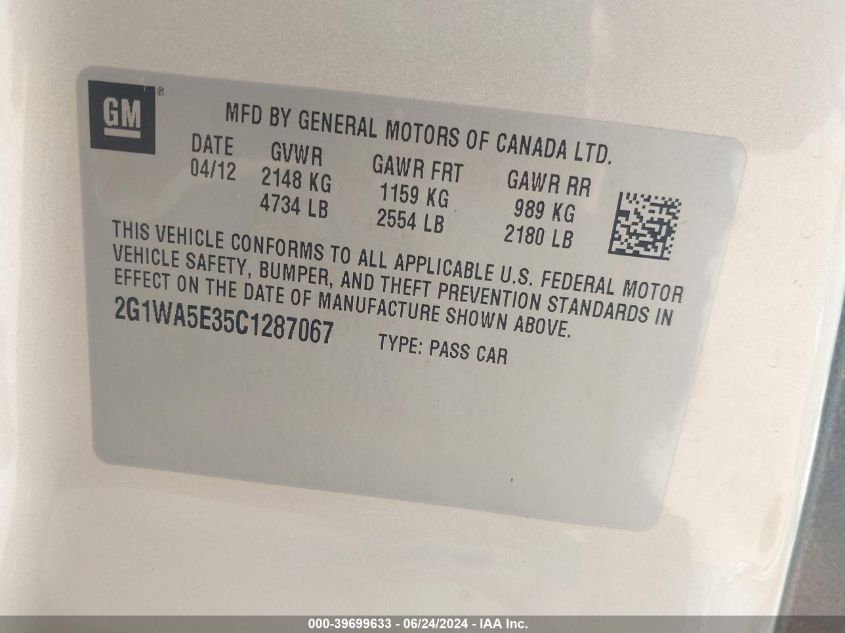 GM ®
MFD BY GENERAL MOTORS OF CANADA LTD.
DATE GVWR GAWR FRT GAWR RR
04/12 2148 KG 1159 KG 989 KG
4734 LB 2554 LB 2180 LB
THIS VEHICLE CONFORMS TO ALL APPLICABLE U.S. FEDERAL MOTOR
VEHICLE SAFETY, BUMPER, AND THEFT PREVENTION STANDARDS IN
EFFECT ON THE DATE OF MANUFACTURE SHOWN ABOVE.
2G1WA5E35C1287067 TYPE: PASS CAR
000-39699633 / 06/24/2024 - IAA Inc.